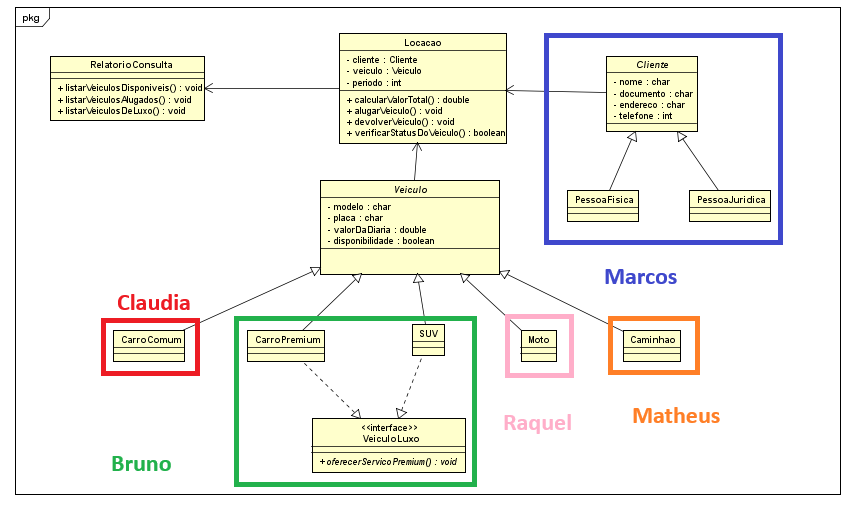 pkg
RelatorioConsulta
+ listarVeiculosDisponiveis() : void
+ listarVeiculosAlugados() : void
+ listarVeiculosDeLuxo() : void
Locacao
- cliente : Cliente
- veiculo : Veiculo
- periodo : int
+ calcularValorTotal() : double
+ alugarVeiculo() : void
+ devolverVeiculo() : void
+ verificarStatusDoVeiculo() : boolean
Cliente
- nome : char
- documento : char
- endereco : char
- telefone : int
PessoaFisica
PessoaJuridica
Marcos
Veiculo
- modelo : char
- placa : char
- valorDaDiaria : double
- disponibilidade : boolean
Claudia
CarroComum
CarroPremium
SUV
Moto
Caminhao
<<interface>>
VeiculoLuxo
+ oferecerServicoPremium() : void
Bruno
Raquel
Matheus